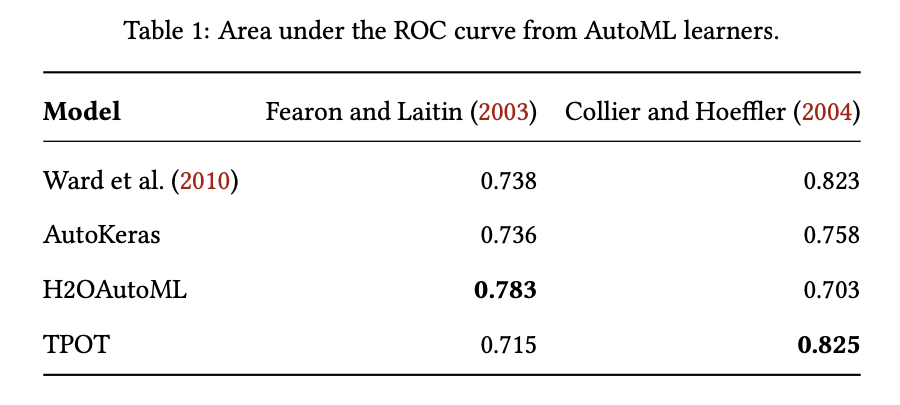 Table 1: Area under the ROC curve from AutoML learners.
Model Fearon and Laitin (2003) Collier and Hoeffler (2004)
Ward et al. (2010) 0.738 0.823
AutoKeras 0.736 0.758
H2OAutoML 0.783 0.703
TPOT 0.715 0.825